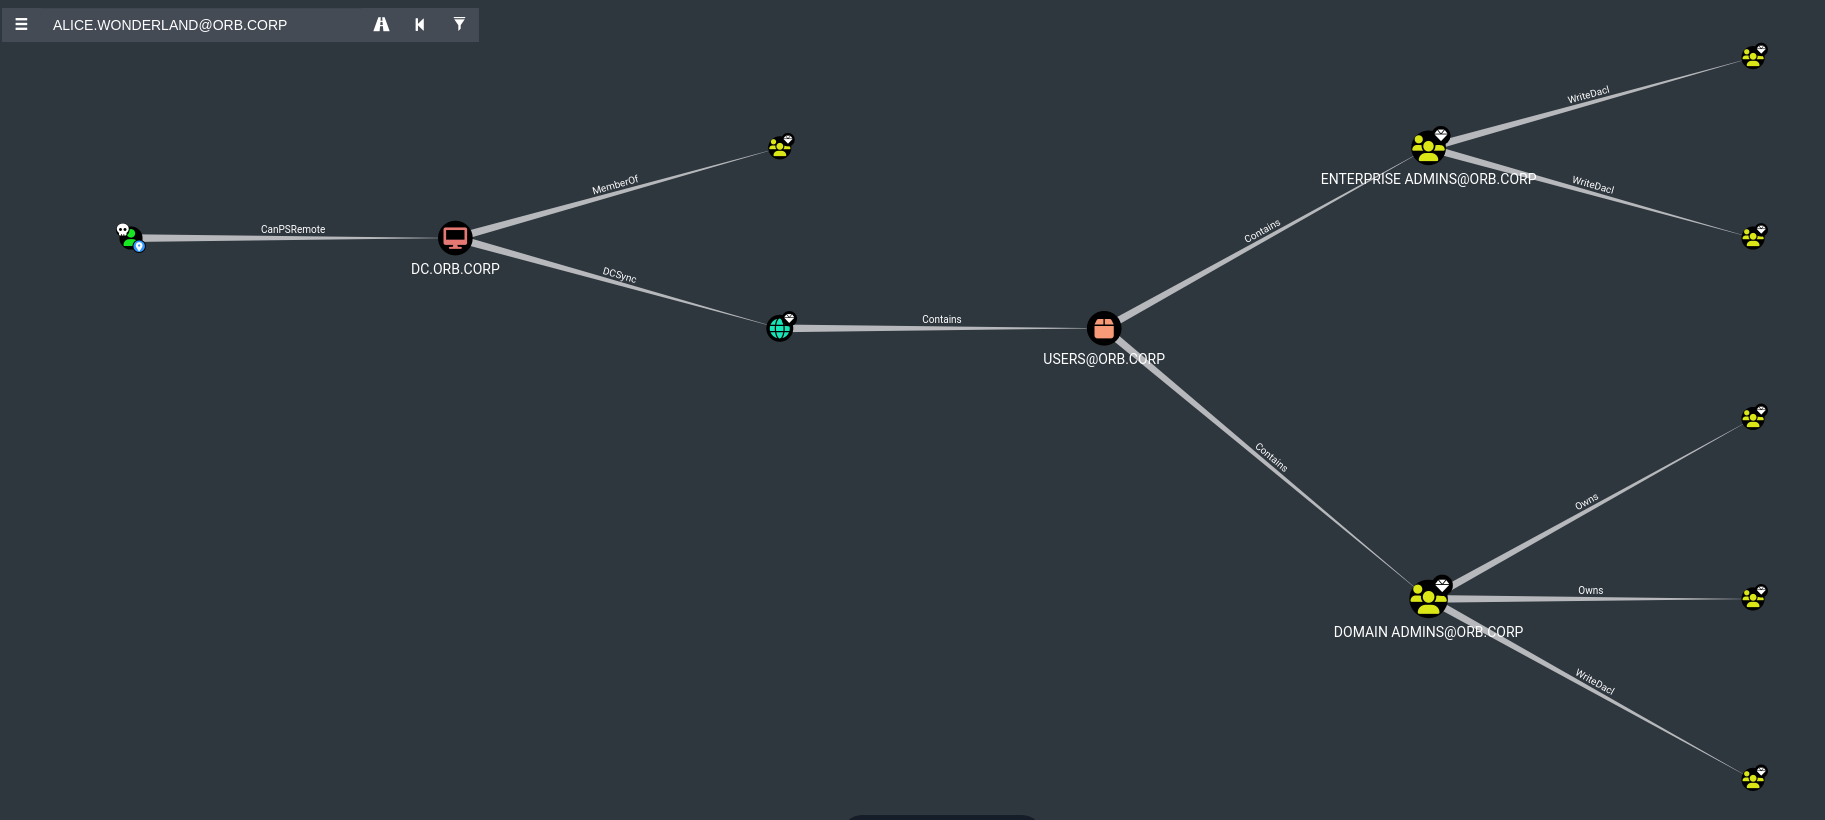 ALICE.WONDERLAND@ORB.CORP
WriteDacl
MemberOf
ENTERPRISE ADMINS@ORB.CORP
WriteDacl
CanPSRemote
Contains
DC.ORB.CORP
DCSync
Contains
USERS@ORB.CORP
Contains
Owns
Owns
DOMAIN ADMINS@ORB.CORP
WriteDacl